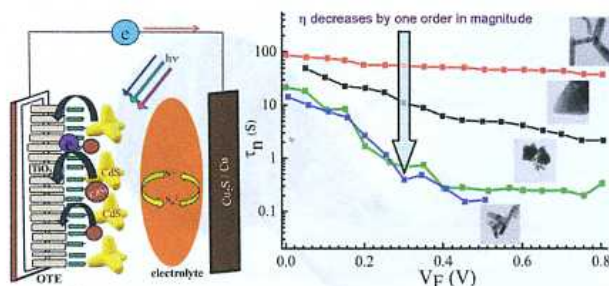 e
hν
TiO₂
CdS
CdS
CdS
Cu₂S / Cu
OTE
electrolyte
η decreases by one order in magnitude
100
10
1
0.1
τn (S)
0.0 0.2 0.4 0.6 0.8
VF (V)